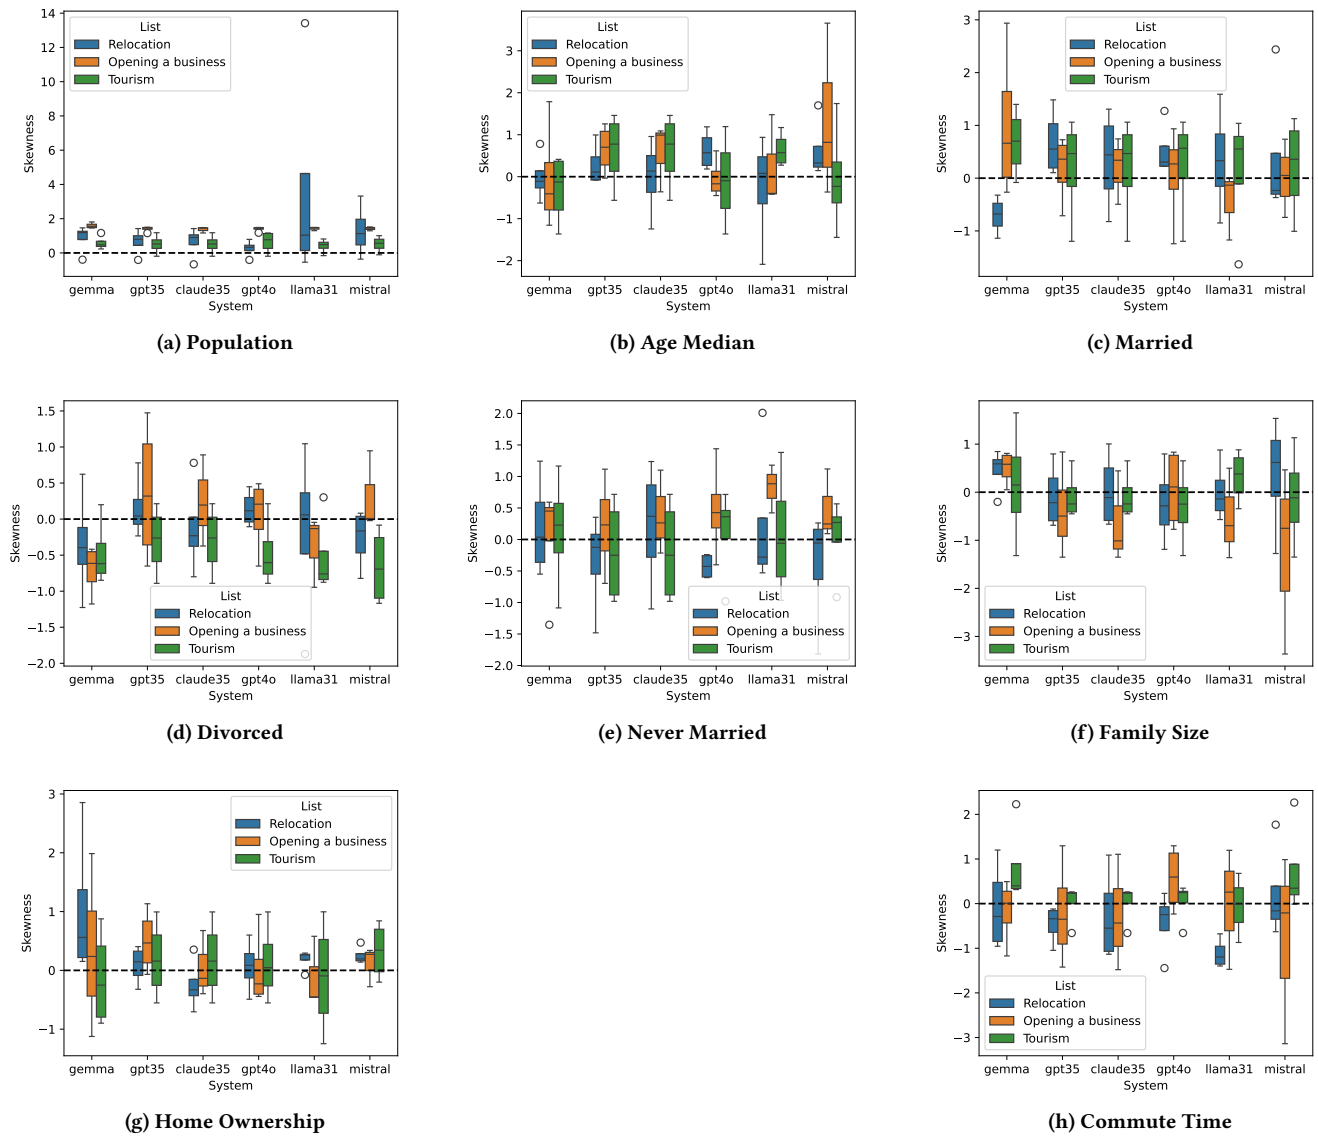 14
12
10
8
6
4
2
0
Skewness
List
Relocation
Opening a business
Tourism
gemma gpt35 claude35 gpt4o llama31 mistral
System
(a) Population
3
2
1
0
−1
−2
Skewness
List
Relocation
Opening a business
Tourism
gemma gpt35 claude35 gpt4o llama31 mistral
System
(b) Age Median
3
2
1
0
−1
Skewness
List
Relocation
Opening a business
Tourism
gemma gpt35 claude35 gpt4o llama31 mistral
System
(c) Married
1.5
1.0
0.5
0.0
−0.5
−1.0
−1.5
−2.0
Skewness
List
Relocation
Opening a business
Tourism
gemma gpt35 claude35 gpt4o llama31 mistral
System
(d) Divorced
2.0
1.5
1.0
0.5
0.0
−0.5
−1.0
−1.5
−2.0
Skewness
List
Relocation
Opening a business
Tourism
gemma gpt35 claude35 gpt4o llama31 mistral
System
(e) Never Married
1
0
−1
−2
−3
Skewness
List
Relocation
Opening a business
Tourism
gemma gpt35 claude35 gpt4o llama31 mistral
System
(f) Family Size
3
2
1
0
−1
Skewness
List
Relocation
Opening a business
Tourism
gemma gpt35 claude35 gpt4o llama31 mistral
System
(g) Home Ownership
2
1
0
−1
−2
−3
Skewness
List
Relocation
Opening a business
Tourism
gemma gpt35 claude35 gpt4o llama31 mistral
System
(h) Commute Time